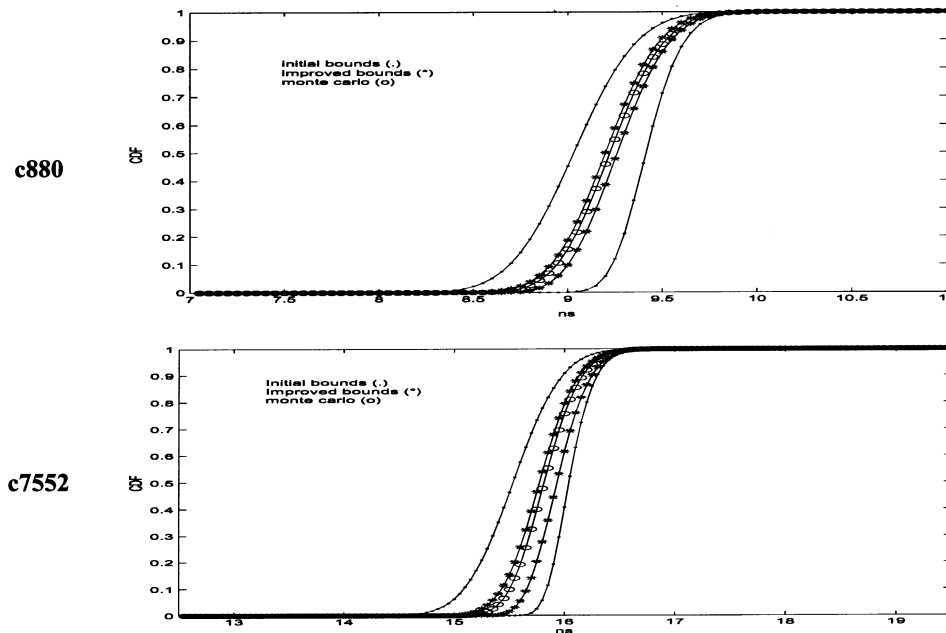 1
0.9
0.8
Initial bounds (.)
0.7
Improved bounds (*)
monte carlo (o)
0.6
CDF
0.5
c880
0.4
0.3
0.2
0.1
0
7 7.5 8 8.5 9 9.5 10 10.5
ns
1
0.9
Initial bounds (.)
0.8
Improved bounds (*)
monte carlo (o)
0.7
0.6
CDF
0.5
c7552
0.4
0.3
0.2
0.1
0
13 14 15 16 17 18 19
ns